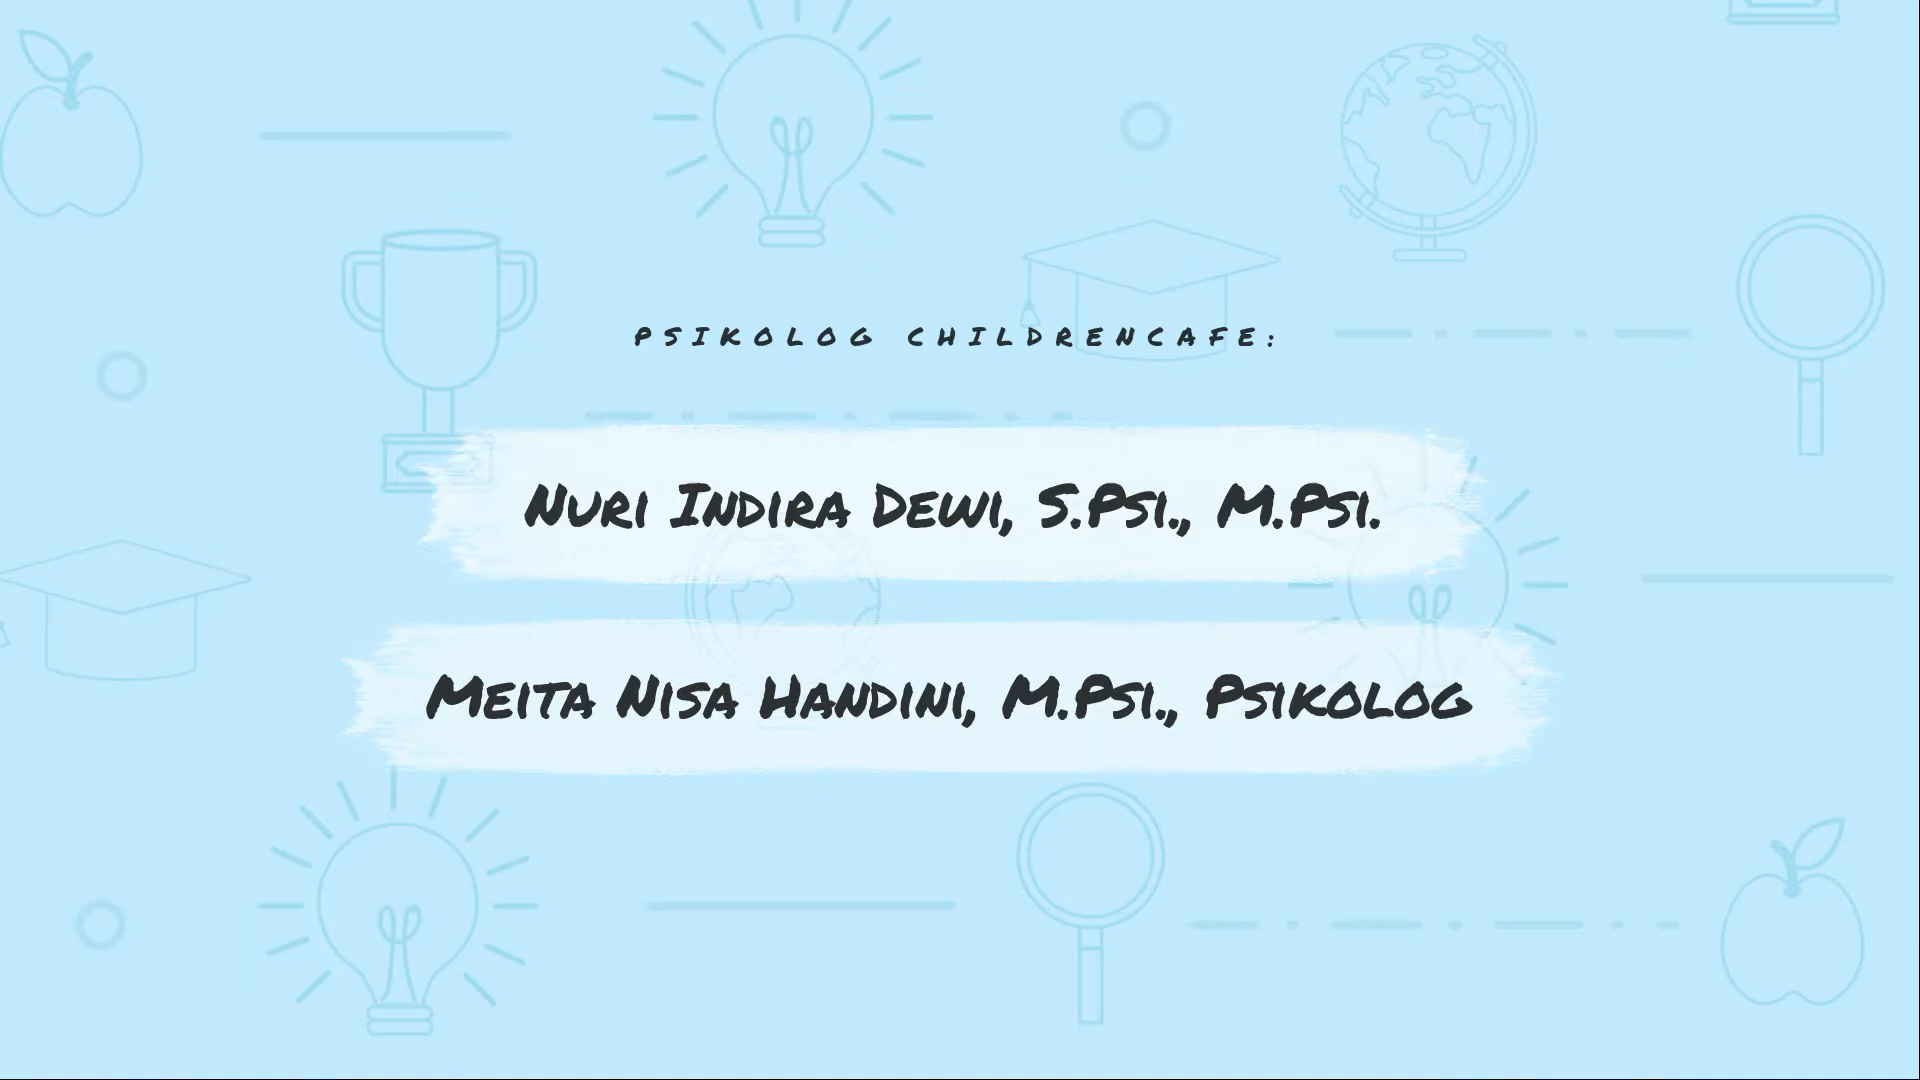 PSIKOLOG CHILDRENCAFE:
NURI INDIRA DEWI, S.PSI., M.PSI.
MEITA NISA HANDINI, M.PSI., PSIKOLOG